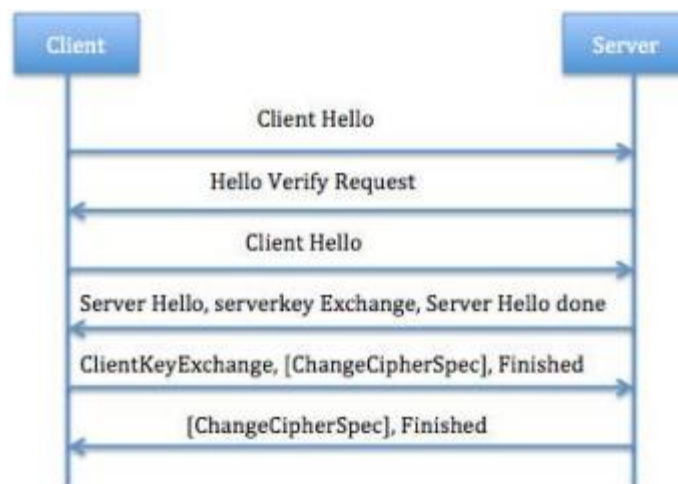 Client
Server
Client Hello
Hello Verify Request
Client Hello
Server Hello, serverkey Exchange, Server Hello done
ClientKeyExchange, [ChangeCipherSpec], Finished
[ChangeCipherSpec], Finished